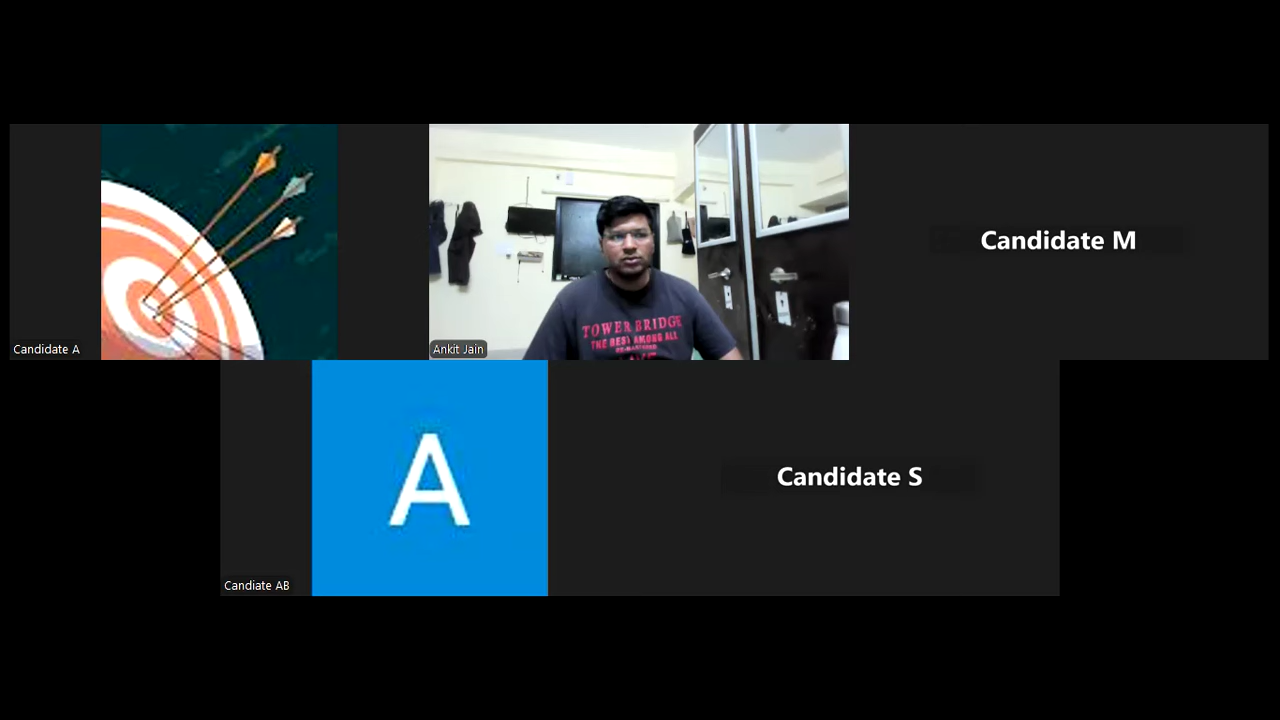 Candidate A
Ankit Jain
TOWER BRIDGE
THE BEST AMONG ALL
Candidate M
A
Candiate AB
Candidate S